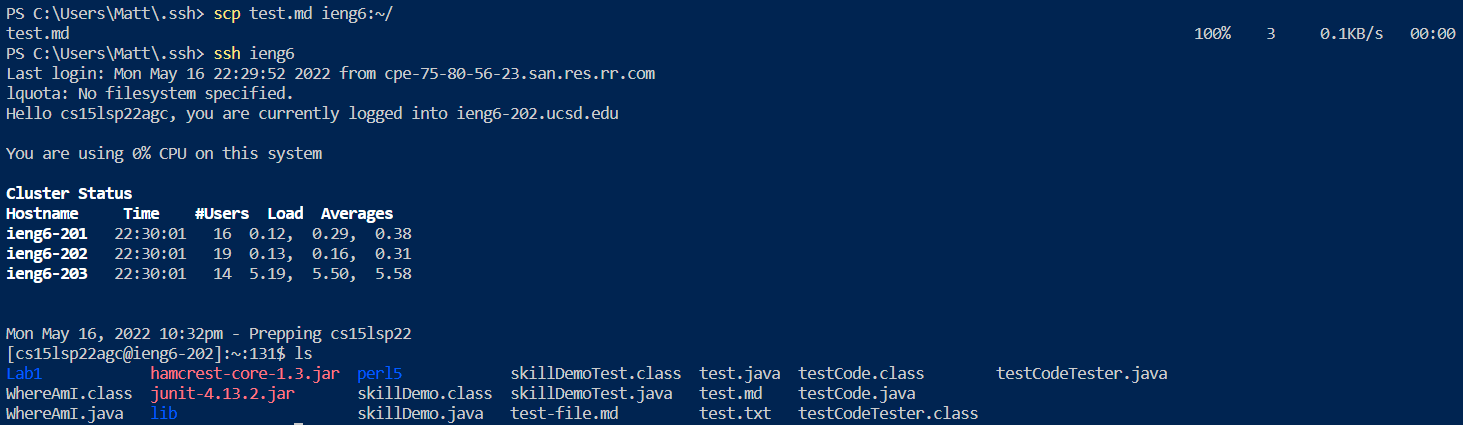 PS C:\Users\Matt\.ssh> scp test.md ieng6:~/
test.md 100% 3 0.1KB/s 00:00
PS C:\Users\Matt\.ssh> ssh ieng6
Last login: Mon May 16 22:29:52 2022 from cpe-75-80-56-23.san.res.rr.com
lquota: No filesystem specified.
Hello cs15lsp22agc, you are currently logged into ieng6-202.ucsd.edu
You are using 0% CPU on this system
Cluster Status
Hostname Time #Users Load Averages
ieng6-201 22:30:01 16 0.12, 0.29, 0.38
ieng6-202 22:30:01 19 0.13, 0.16, 0.31
ieng6-203 22:30:01 14 5.19, 5.50, 5.58
Mon May 16, 2022 10:32pm - Prepping cs15lsp22
[cs15lsp22agc@ieng6-202]:~:131$ ls
Lab1 hamcrest-core-1.3.jar perl5 skillDemoTest.class test.java testCode.class testCodeTester.java
WhereAmI.class junit-4.13.2.jar skillDemo.class skillDemoTest.java test.md testCode.java
WhereAmI.java lib skillDemo.java test-file.md test.txt testCodeTester.class